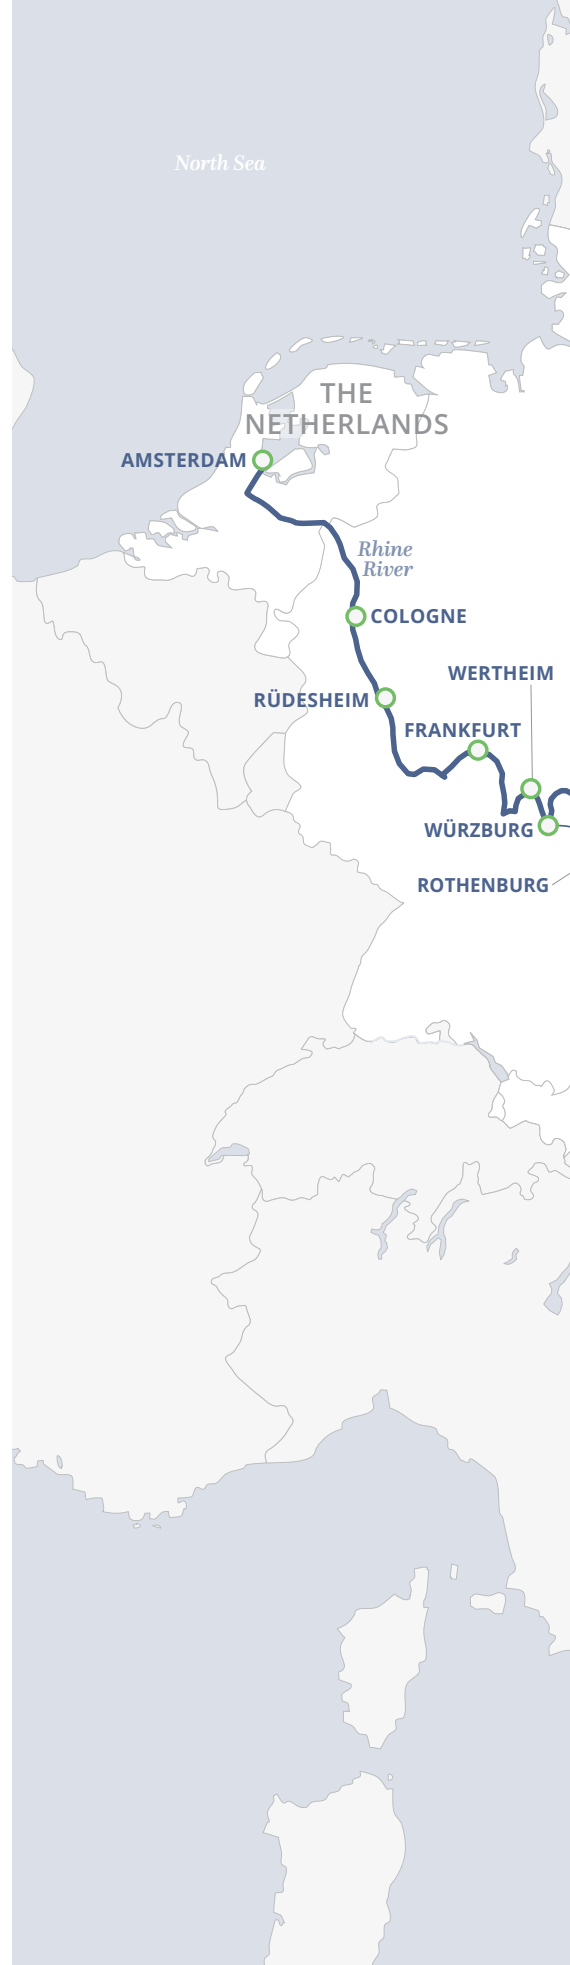 North Sea
THE
NETHERLANDS
AMSTERDAM
Rhine
River
COLOGNE
WERTHEIM
RÜDESHEIM
FRANKFURT
WÜRZBURG
ROTHENBURG